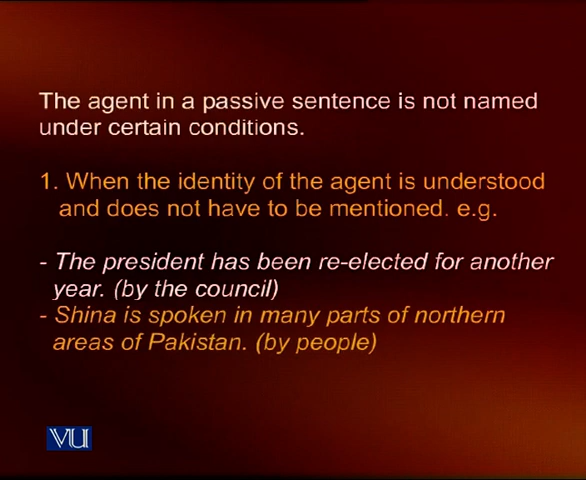 The agent in a passive sentence is not named
under certain conditions.
1. When the identity of the agent is understood
and does not have to be mentioned. e.g.
- The president has been re-elected for another
year. (by the council)
- Shina is spoken in many parts of northern
areas of Pakistan. (by people)
VU